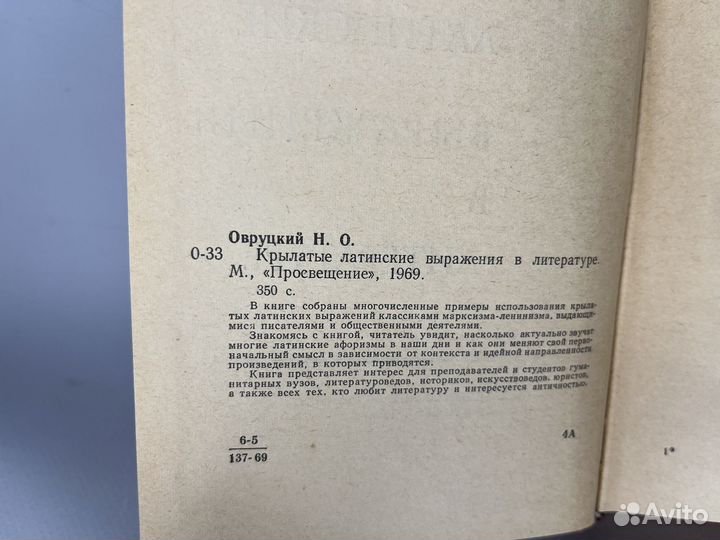 Овруцкий Н. О.
О-33 Крылатые латинские выражения в литературе.
М., «Просвещение», 1969.
350 с.
В книге собраны многочисленные примеры использования крыла-
тых латинских выражений классиками марксизма-ленинизма, выдающи-
мися писателями и общественными деятелями.
Знакомясь с книгой, читатель увидит, насколько актуально звучат
многие латинские афоризмы в наши дни и как они меняют свой перво-
начальный смысл в зависимости от контекста и идейной направленности
произведений, в которых приводятся.
Книга представляет интерес для преподавателей и студентов гума-
нитарных вузов, литературоведов, историков, искусствоведов, юристов,
а также всех тех, кто любит литературу и интересуется античностью.
6-5
137-69
4А
1*
Avito